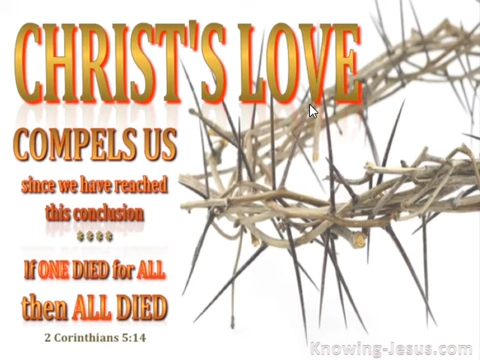 CHRIST'S LOVE
COMPELS US
since we have reached
this conclusion
****
If ONE DIED for ALL
then ALL DIED
2 Corinthians 5:14
Knowing-Jesus.com